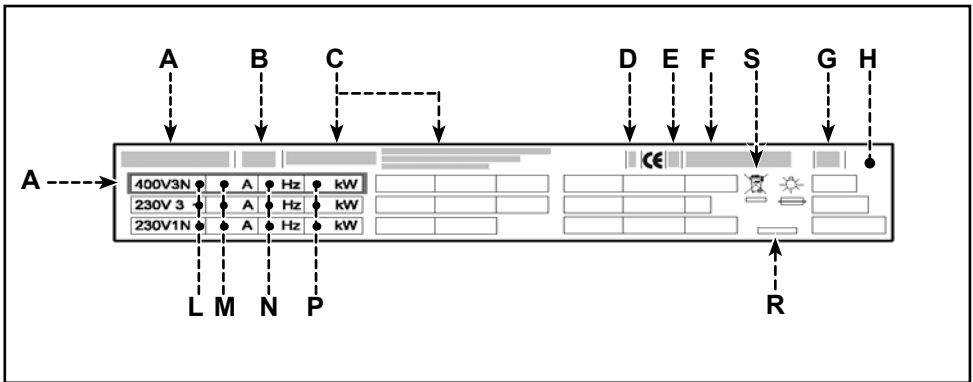 A B C D E F S G H
CE
A 400V3N A Hz kW
230V 3 A Hz kW
230V1N A Hz kW
L M N P R